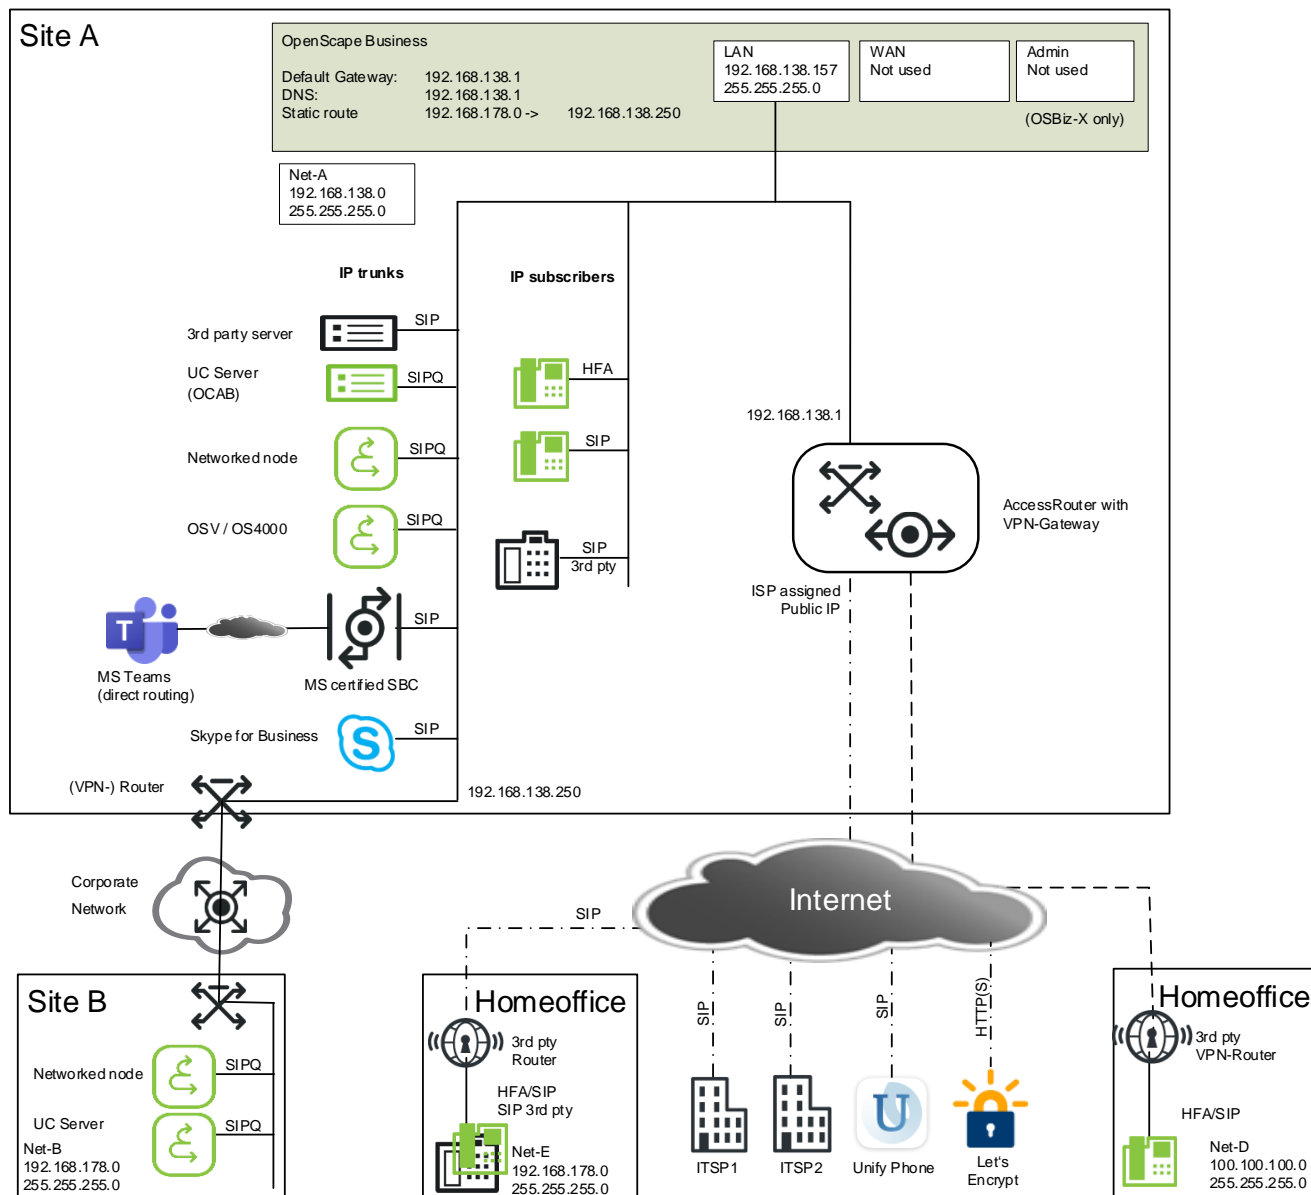 Site A
OpenScape Business
Default Gateway: 192.168.138.1
DNS: 192.168.138.1
Static route 192.168.178.0 -> 192.168.138.250
LAN
192.168.138.157
255.255.255.0
WAN
Not used
Admin
Not used
(OSBiz-X only)
Net-A
192.168.138.0
255.255.255.0
IP trunks
IP subscribers
3rd party server
SIP
UC Server
(OCAB)
SIPQ
HFA
192.168.138.1
Networked node
SIPQ
SIP
OSV / OS4000
SIPQ
SIP
3rd pty
AccessRouter with
VPN-Gateway
ISP assigned
Public IP
T
MS Teams
(direct routing)
MS certified SBC
SIP
Skype for Business
S
SIP
(VPN-) Router
192.168.138.250
Corporate
Network
Internet
SIP
SIP
SIP
SIP
HTTP(S)
Site B
Networked node
SIPQ
UC Server
SIPQ
Net-B
192.168.178.0
255.255.255.0
Homeoffice
3rd pty
Router
HFA/SIP
SIP 3rd pty
Net-E
192.168.178.0
255.255.255.0
ITSP1
ITSP2
U
Unify Phone
Let's
Encrypt
Homeoffice
3rd pty
VPN-Router
HFA/SIP
Net-D
100.100.100.0
255.255.255.0